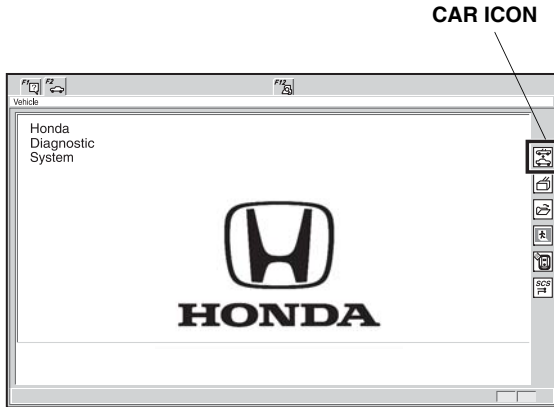 CAR ICON
F1 F2 F12
Vehicle
Honda
Diagnostic
System
HONDA
SCS